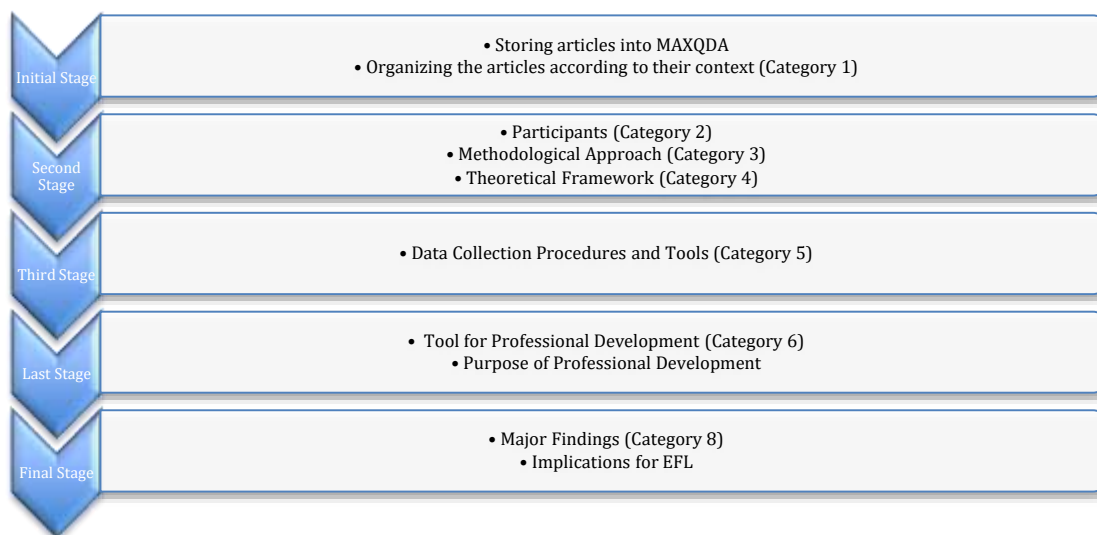 Initial Stage
• Storing articles into MAXQDA
• Organizing the articles according to their context (Category 1)
Second
Stage
• Participants (Category 2)
• Methodological Approach (Category 3)
• Theoretical Framework (Category 4)
Third Stage
• Data Collection Procedures and Tools (Category 5)
Last Stage
• Tool for Professional Development (Category 6)
• Purpose of Professional Development
Final Stage
• Major Findings (Category 8)
• Implications for EFL